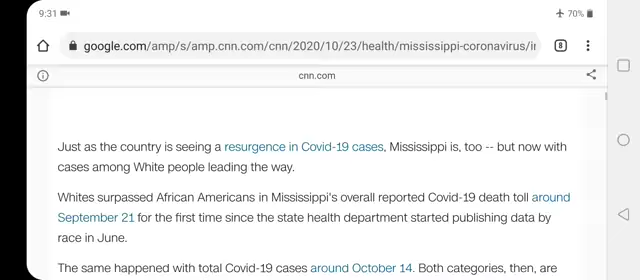 9:31
70%
google.com/amp/s/amp.cnn.com/cnn/2020/10/23/health/mississippi-coronavirus/
8
cnn.com
Just as the country is seeing a resurgence in Covid-19 cases, Mississippi is, too -- but now with
cases among White people leading the way.
Whites surpassed African Americans in Mississippi's overall reported Covid-19 death toll around
September 21 for the first time since the state health department started publishing data by
race in June.
The same happened with total Covid-19 cases around October 14. Both categories, then, are